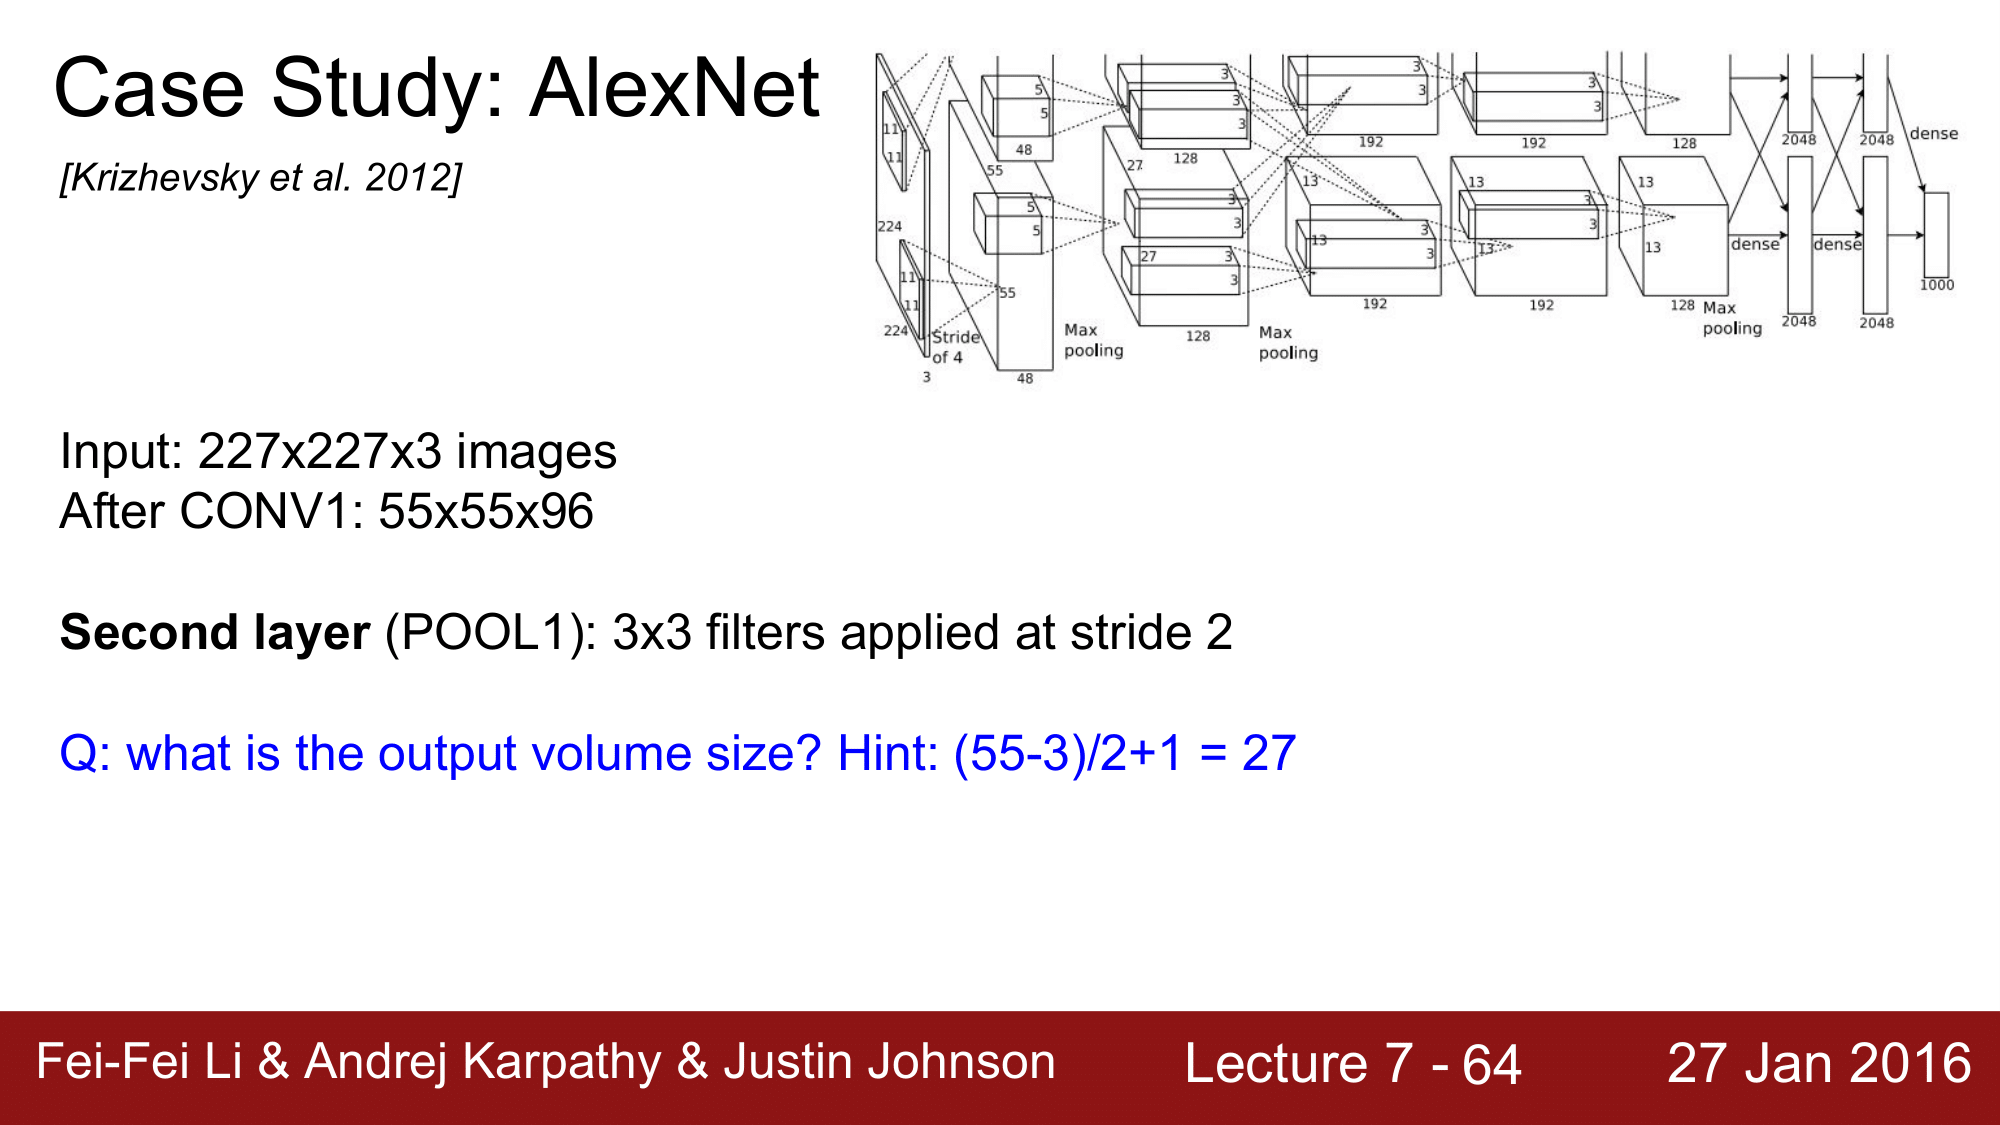 Case Study: AlexNet
[Krizhevsky et al. 2012]
5
5
48
55
11
11
224
11
11
224
3
Stride
of 4
5
5
55
48
Max
pooling
3
3
3
128
27
3
3
27
3
3
128
Max
pooling
3
3
192
13
13
3
3
192
3
3
192
13
3
3
13
192
128
13
13
128
Max
pooling
2048
2048
dense
dense
dense
2048
2048
1000
Input: 227x227x3 images
After CONV1: 55x55x96
Second layer (POOL1): 3x3 filters applied at stride 2
Q: what is the output volume size? Hint: (55-3)/2+1 = 27
Fei-Fei Li & Andrej Karpathy & Justin Johnson
Lecture 7 - 64
27 Jan 2016